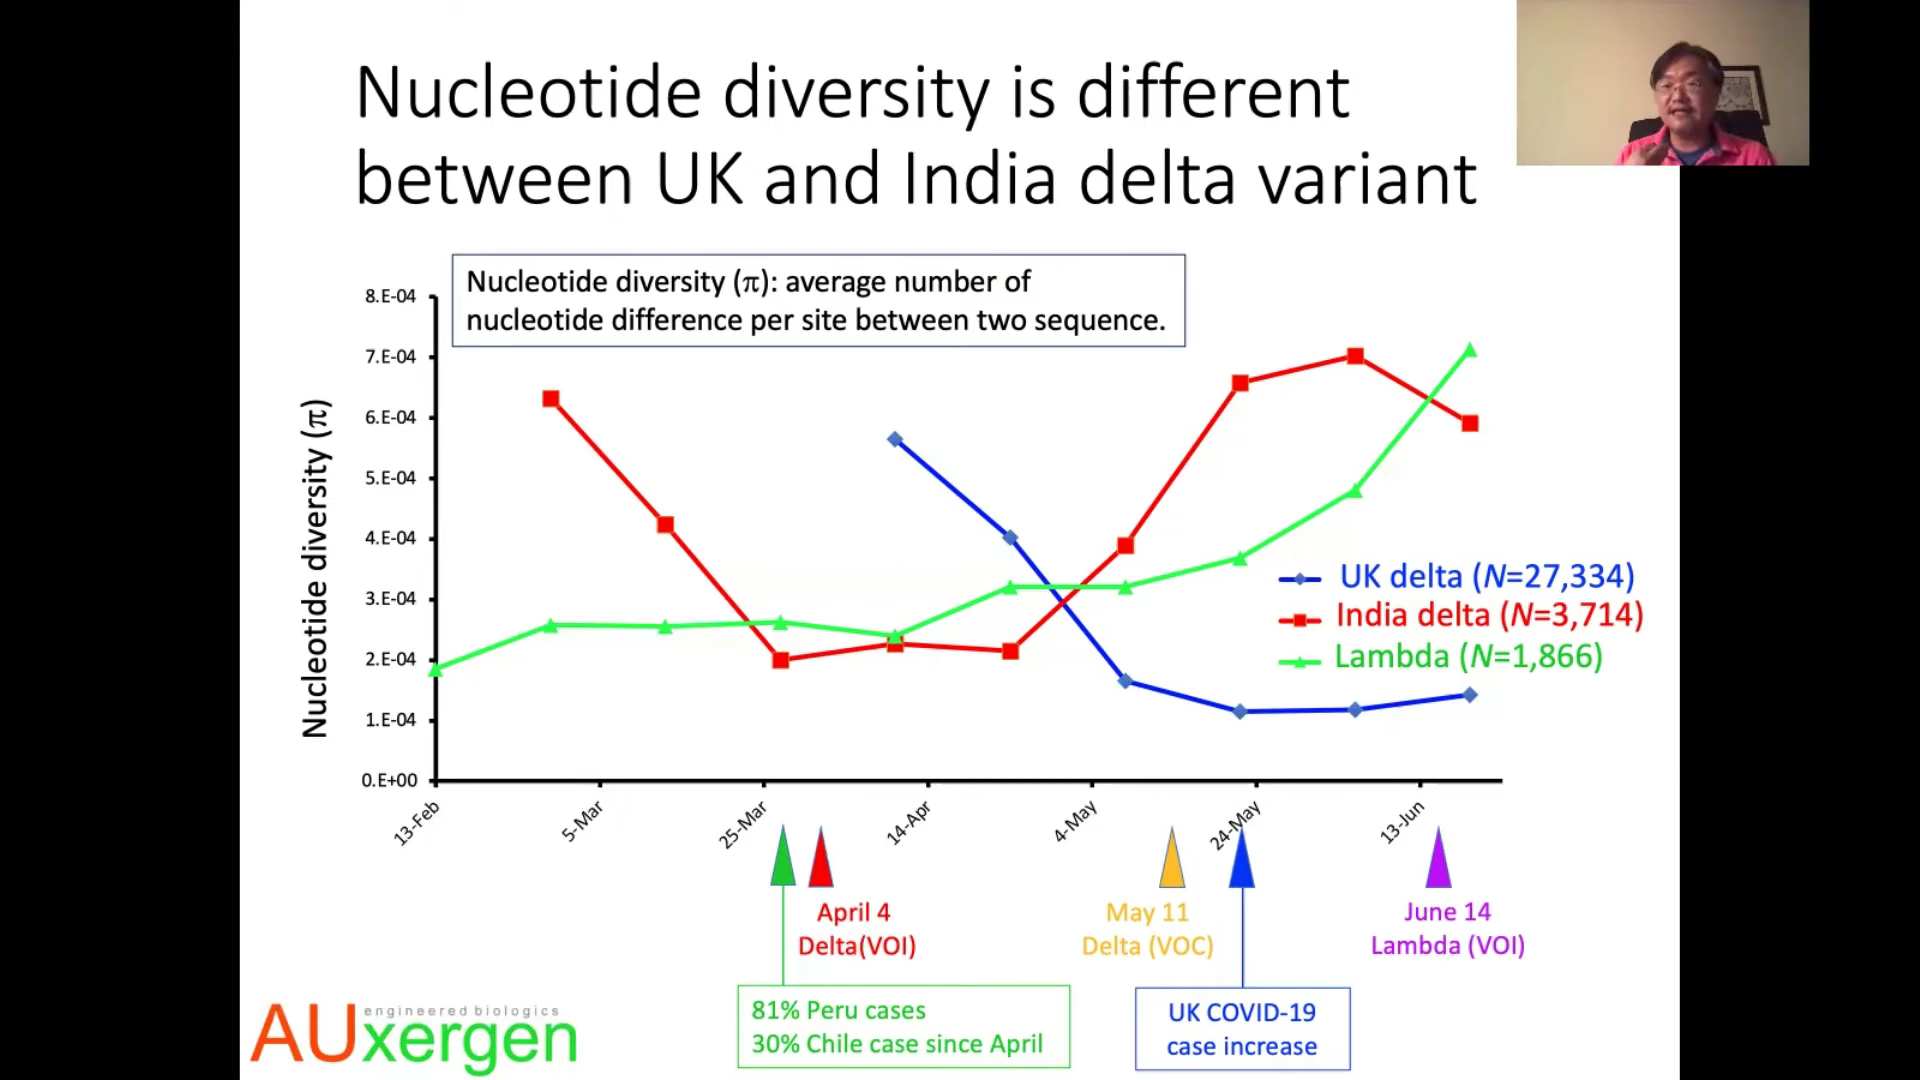 Nucleotide diversity is different
between UK and India delta variant
Nucleotide diversity (π): average number of
nucleotide difference per site between two sequence.
Nucleotide diversity (π)
8.E-04
7.E-04
6.E-04
5.E-04
4.E-04
3.E-04
2.E-04
1.E-04
0.E+00
13-Feb
5-Mar
25-Mar
14-Apr
4-May
24-May
13-Jun
UK delta (N=27,334)
India delta (N=3,714)
Lambda (N=1,866)
April 4
Delta(VOI)
May 11
Delta (VOC)
June 14
Lambda (VOI)
81% Peru cases
30% Chile case since April
UK COVID-19
case increase
engineered biologics
AUxergen